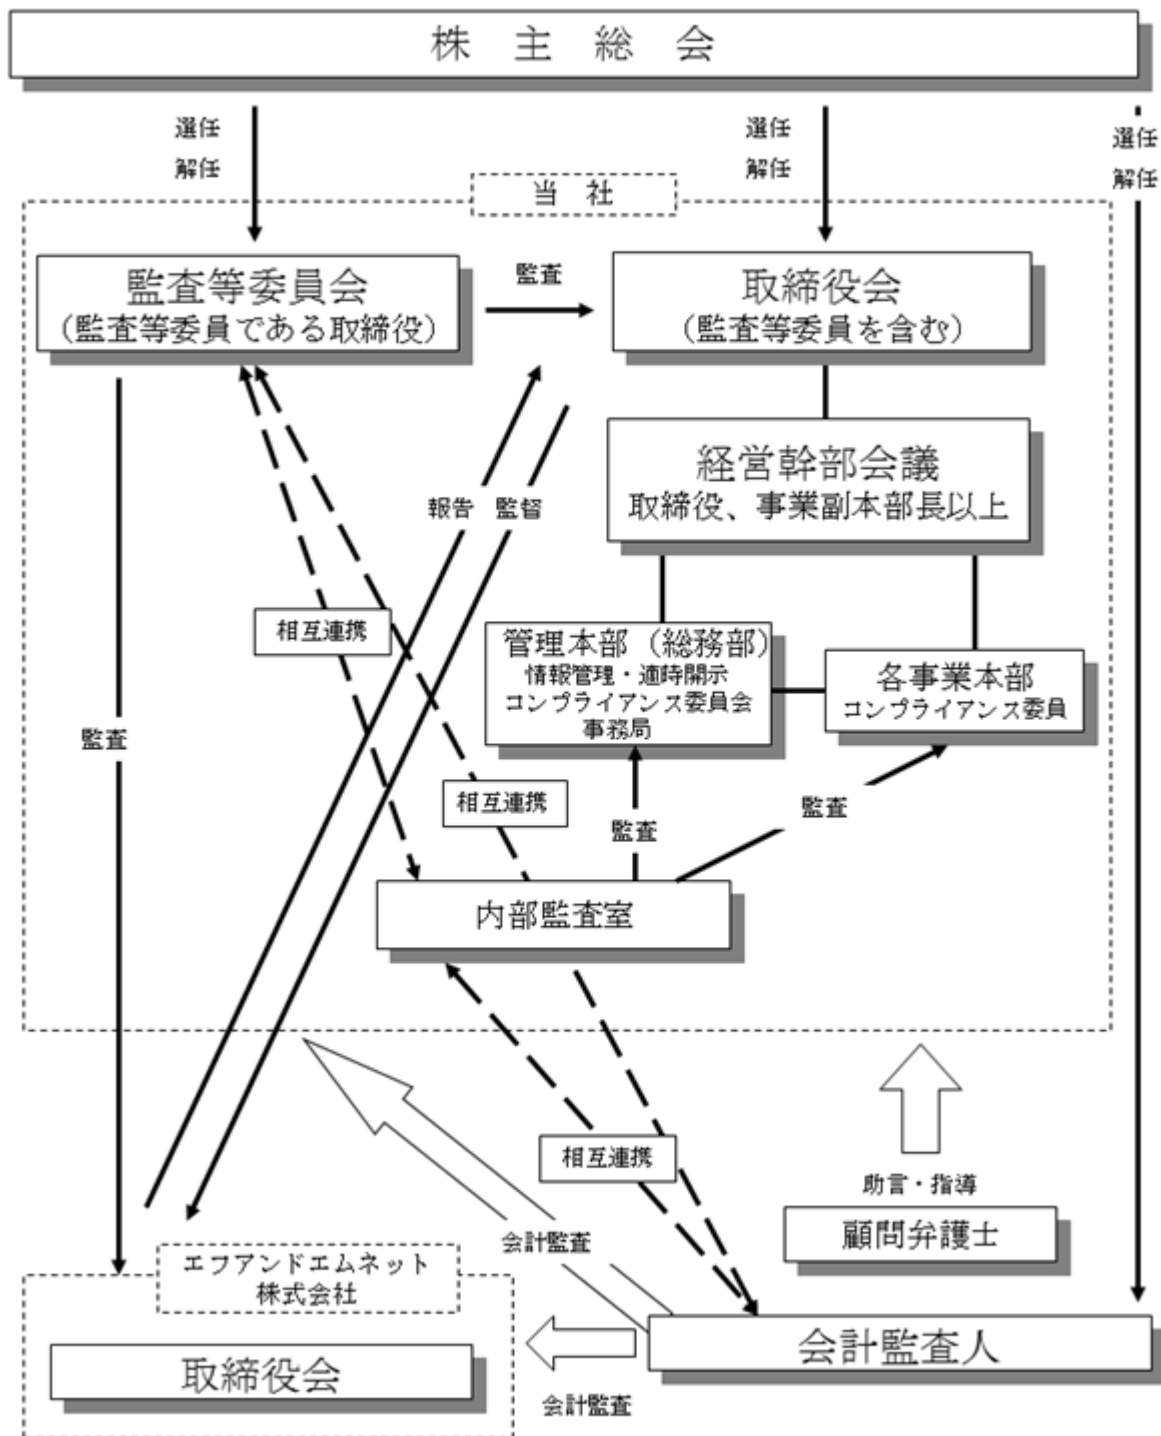 株 主 総 会
選任
解任
選任
解任
選任
解任
当 社
監査等委員会
（監査等委員である取締役）
監査
取締役会
（監査等委員を含む）
経営幹部会議
取締役、事業副本部長以上
報告
監督
相互連携
管理本部（総務部）
情報管理・適時開示
コンプライアンス委員会
事務局
各事業本部
コンプライアンス委員
監査
相互連携
監査
監査
内部監査室
相互連携
助言・指導
顧問弁護士
会計監査
エフアンドエムネット
株式会社
取締役会
会計監査人
会計監査